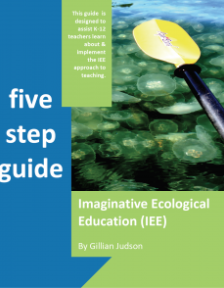 This guide is
designed to
assist K-12
teachers learn
about &
implement
the IEE
approach to
teaching.
five
step
guide
Imaginative Ecological
Education (IEE)
By Gillian Judson